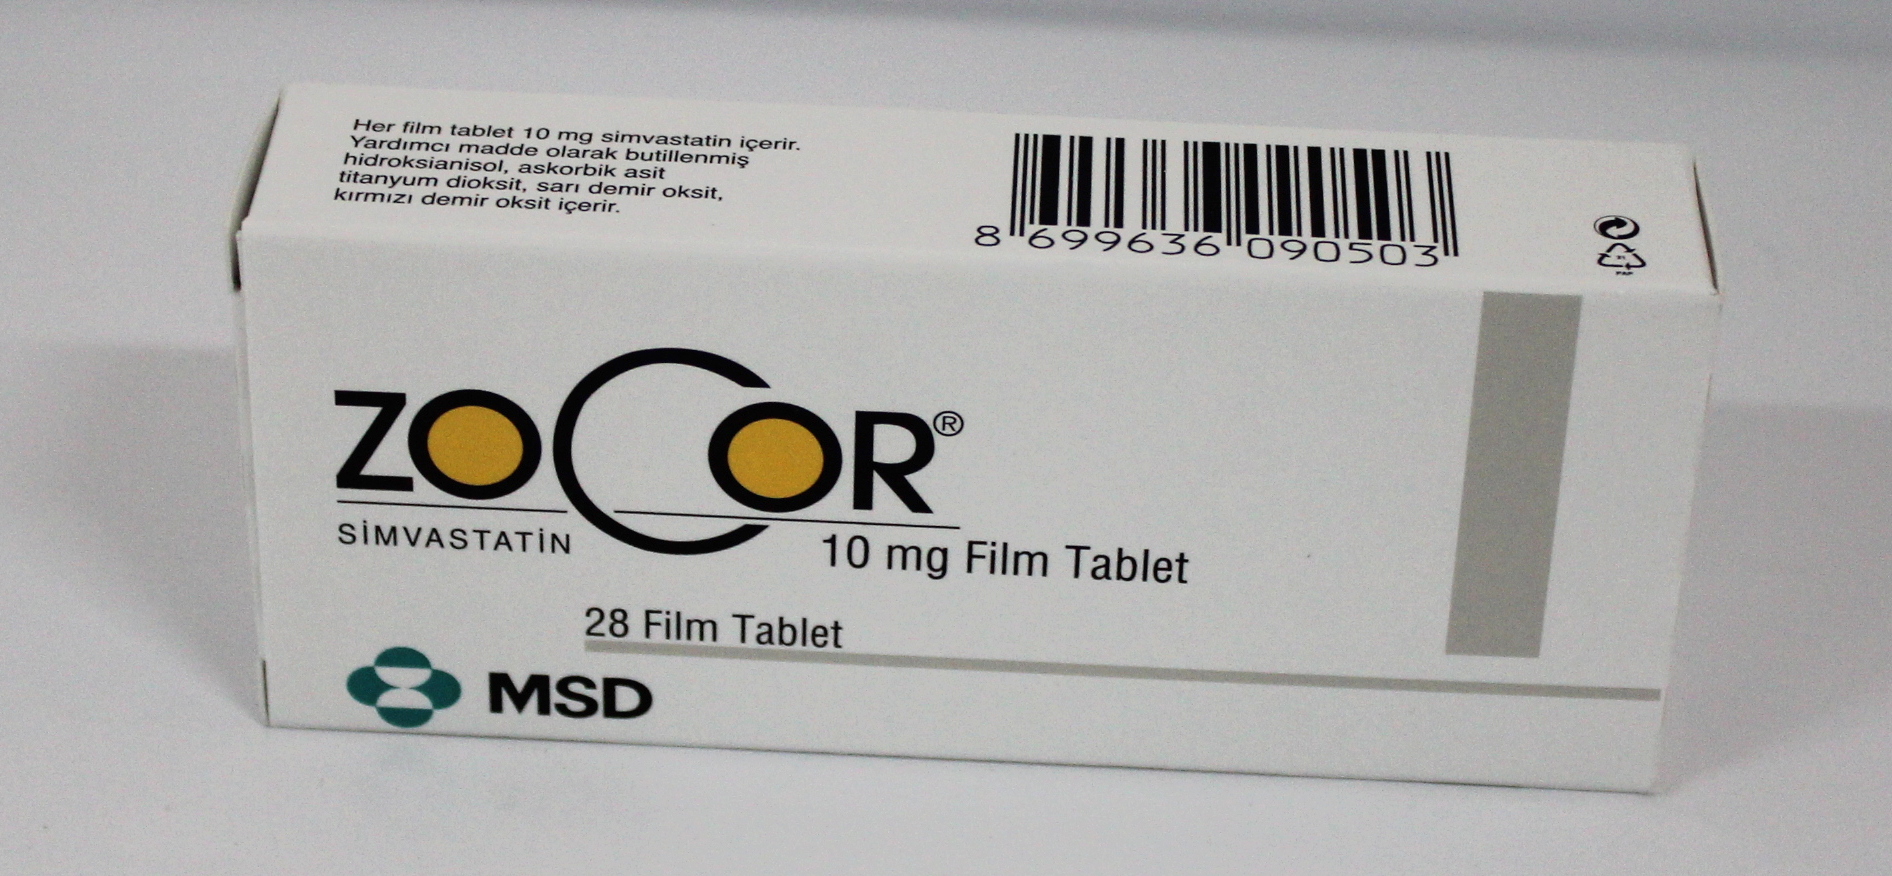 Her film tablet 10 mg simvastatin içerir.
Yardımcı madde olarak butillenmiş
hidroksianisol, askorbik asit
titanyum dioksit, sarı demir oksit,
kırmızı demir oksit içerir.
8 699636 090503
PAP
ZOCOR®
SİMVASTATİN
10 mg Film Tablet
28 Film Tablet
MSD